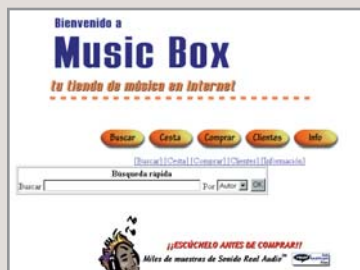 Bienvenido a
Music Box
tu tienda de música en Internet
Buscar Cesta Comprar Clientes Info
[Buscar] [Cesta] [Comprar] [Clientes] [Información]
Búsqueda rápida
Buscar Por Autor OK
¡¡ESCÚCHELO ANTES DE COMPRAR!!
Miles de muestras de Sonido Real Audio™